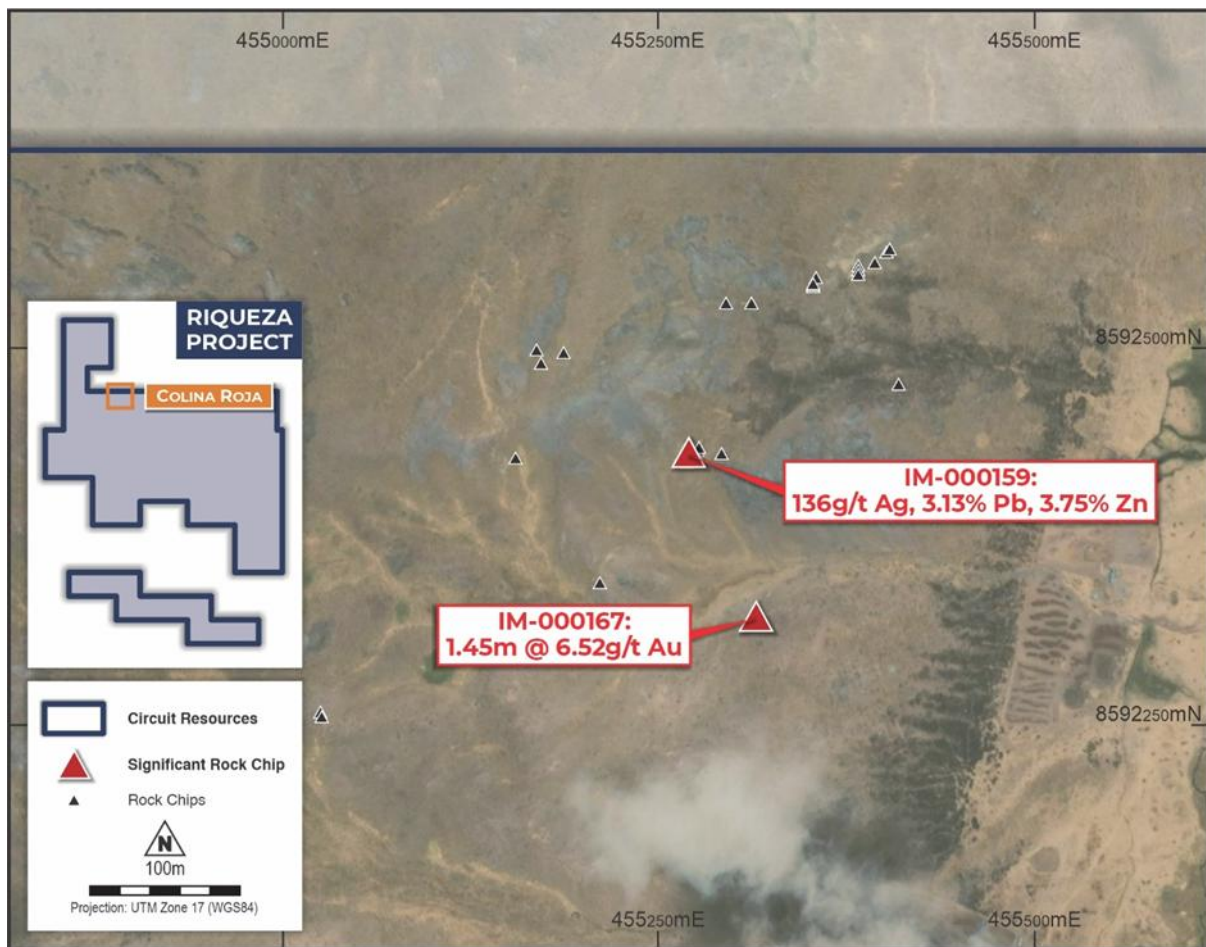 455000mE
455250mE
455500mE
RIQUEZA
PROJECT
COLINA ROJA
8592500mN
IM-000159:
136g/t Ag, 3.13% Pb, 3.75% Zn
IM-000167:
1.45m @ 6.52g/t Au
8592250mN
Circuit Resources
Significant Rock Chip
Rock Chips
N
100m
Projection: UTM Zone 17 (WGS84)
455250mE
455500mE